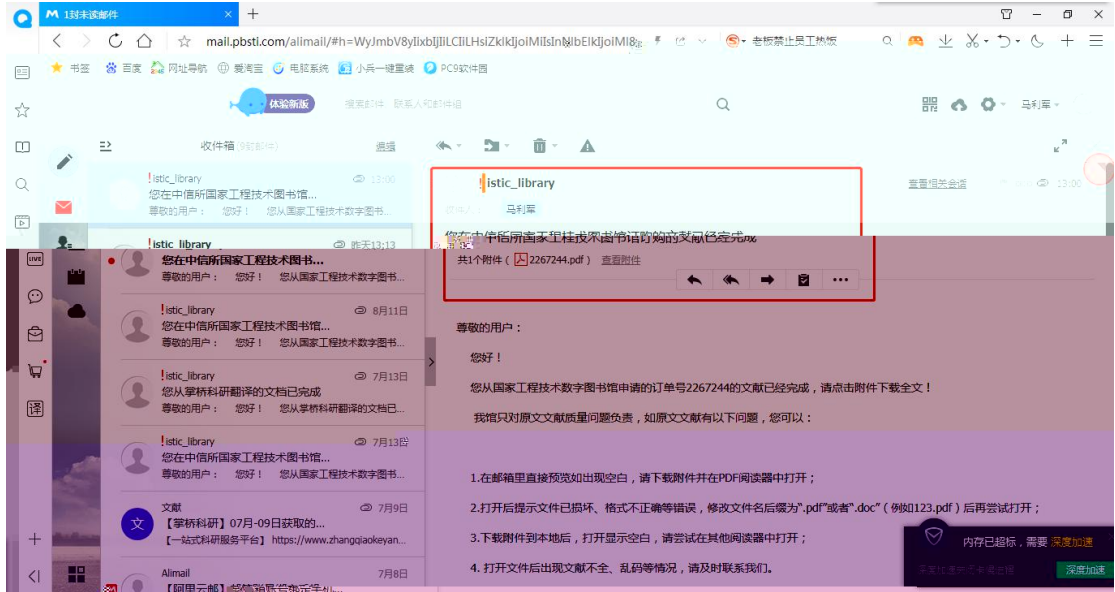 1封未读邮件
老板禁止员工热饭
书签 百度 网址导航 爱淘宝 电脑系统 小兵一键重装 PC9软件园
体验新版 搜索邮件 联系人和邮件组
马利军
收件箱 编辑
!istic_library 13:00
您在中信所国家工程技术图书馆...
尊敬的用户： 您好！ 您从国家工程技术数字图书...
!istic_library 昨天13:13
您在中信所国家工程技术图书...
尊敬的用户： 您好！ 您从国家工程技术数字图书...
!istic_library 8月11日
您在中信所国家工程技术图书馆...
尊敬的用户： 您好！ 您从国家工程技术数字图书...
!istic_library 7月13日
您从掌桥科研翻译的文档已完成
尊敬的用户： 您好！ 您从掌桥科研翻译的文档已...
!istic_library 7月13日
您在中信所国家工程技术图书馆...
尊敬的用户： 您好！ 您从国家工程技术数字图书...
文
文献 7月9日
【掌桥科研】07月-09日获取的...
【一站式科研服务平台】https://www.zhangqiaokeyan...
Alimail 7月8日
!istic_library
查看相关会话 13:00
马利军
您在中信所国家工程技术图书馆订购的文献已经完成
共1个附件 ( 2267244.pdf ) 查看附件
尊敬的用户：
您好！
您从国家工程技术数字图书馆申请的订单号2267244的文献已经完成，请点击附件下载全文！
我馆只对原文文献质量问题负责，如原文文献有以下问题，您可以：
1.在邮箱里直接预览如出现空白，请下载附件并在PDF阅读器中打开；
2.打开后提示文件已损坏、格式不正确等错误，修改文件名后缀为“.pdf”或者“.doc”（例如123.pdf）后再尝试打开；
3.下载附件到本地后，打开显示空白，请尝试在其他阅读器中打开；
4. 打开文件后出现文献不全、乱码等情况，请及时联系我们。
LIVE
译
内存已超标，需要 深度加速
深度加速